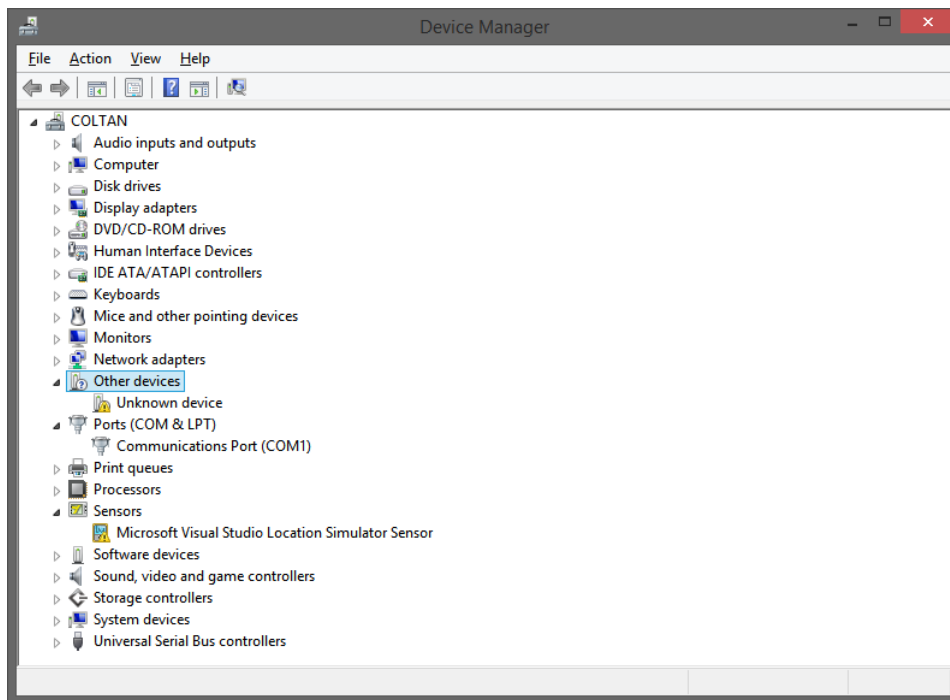 Device Manager
File Action View Help
COLTAN
Audio inputs and outputs
Computer
Disk drives
Display adapters
DVD/CD-ROM drives
Human Interface Devices
IDE ATA/ATAPI controllers
Keyboards
Mice and other pointing devices
Monitors
Network adapters
Other devices
Unknown device
Ports (COM & LPT)
Communications Port (COM1)
Print queues
Processors
Sensors
Microsoft Visual Studio Location Simulator Sensor
Software devices
Sound, video and game controllers
Storage controllers
System devices
Universal Serial Bus controllers